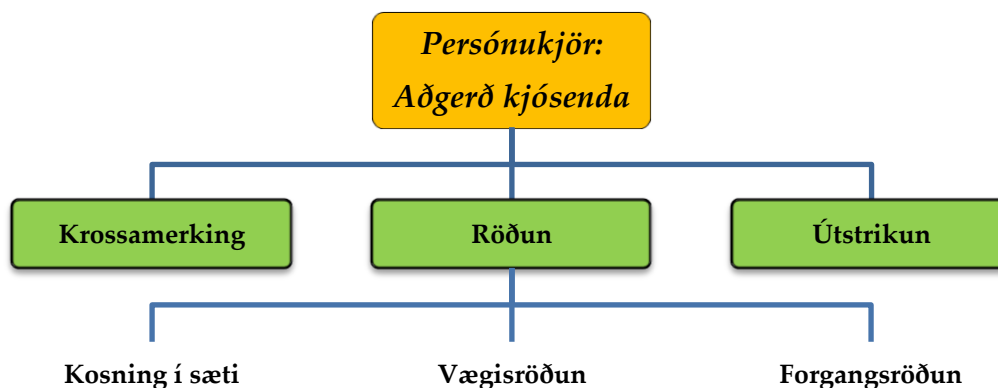 Persónukjör:
Aðgerð kjósenda
Krossamerking
Röðun
Útstrikun
Kosning í sæti
Vægisröðun
Forgangsröðun